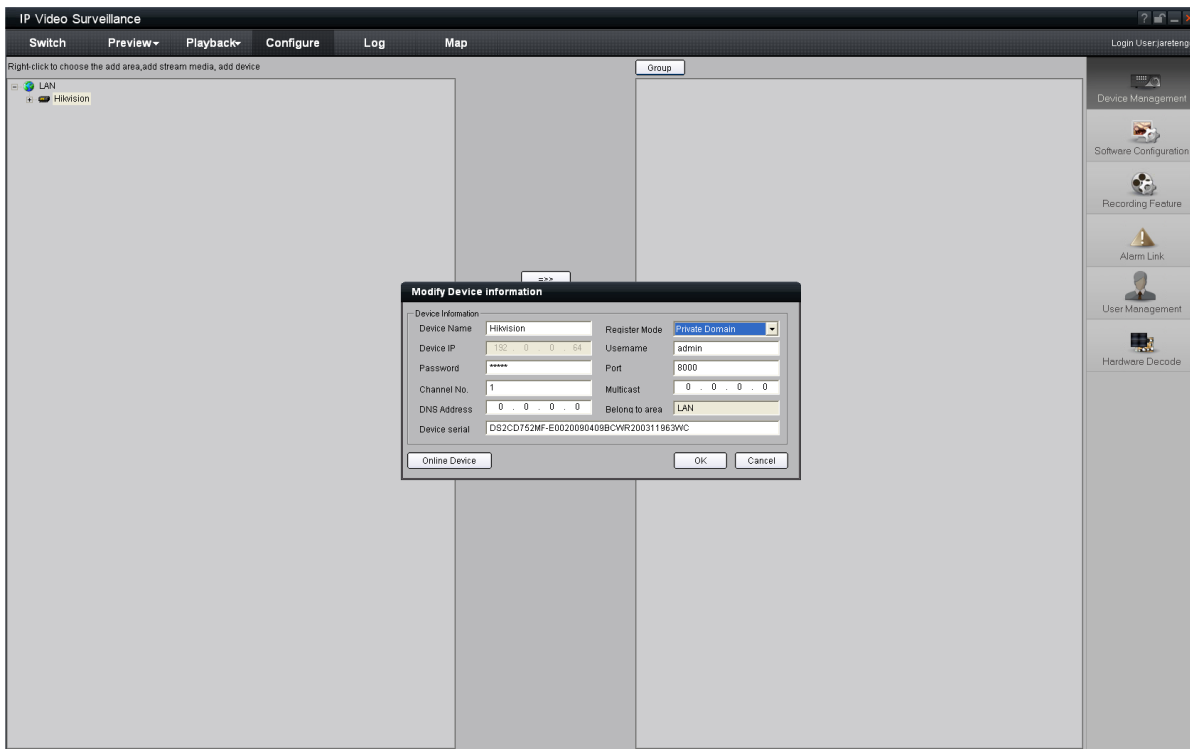 IP Video Surveillance
Switch Preview Playback Configure Log Map
Login User:jareteng
Right-click to choose the add area,add stream media, add device
Group
LAN
Hikvision
Device Management
Software Configuration
Recording Feature
Alarm Link
User Management
Hardware Decode
=>>
Modify Device information
Device Information
Device Name Hikvision Register Mode Private Domain
Device IP 192 . 0 . 0 . 64 Username admin
Password ***** Port 8000
Channel No. 1 Multicast 0 . 0 . 0 . 0
DNS Address 0 . 0 . 0 . 0 Belong to area LAN
Device serial DS2CD752MF-E0020090409BCWR200311963WC
Online Device OK Cancel